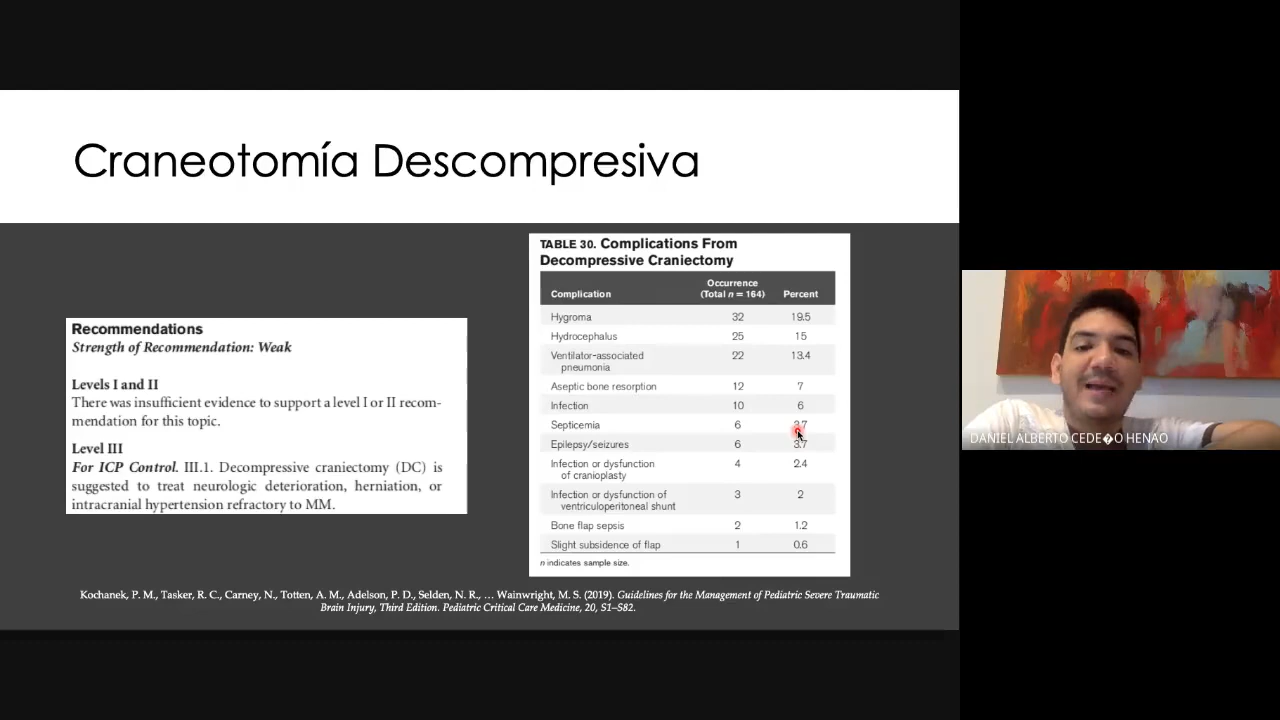 Craneotomía Descompresiva
Recommendations
Strength of Recommendation: Weak
Levels I and II
There was insufficient evidence to support a level I or II recom-
mendation for this topic.
Level III
For ICP Control. III.1. Decompressive craniectomy (DC) is
suggested to treat neurologic deterioration, herniation, or
intracranial hypertension refractory to MM.
TABLE 30. Complications From
Decompressive Craniectomy
Occurrence
Complication (Total n = 164) Percent
Hygroma 32 19.5
Hydrocephalus 25 15
Ventilator-associated 22 13.4
pneumonia
Aseptic bone resorption 12 7
Infection 10 6
Septicemia 6 3.7
Epilepsy/seizures 6 3.7
Infection or dysfunction 4 2.4
of cranioplasty
Infection or dysfunction of 3 2
ventriculoperitoneal shunt
Bone flap sepsis 2 1.2
Slight subsidence of flap 1 0.6
n indicates sample size.
Kochanek, P. M., Tasker, R. C., Carney, N., Totten, A. M., Adelson, P. D., Selden, N. R., … Wainwright, M. S. (2019). Guidelines for the Management of Pediatric Severe Traumatic
Brain Injury, Third Edition. Pediatric Critical Care Medicine, 20, S1–S82.
DANIEL ALBERTO CEDE�O HENAO